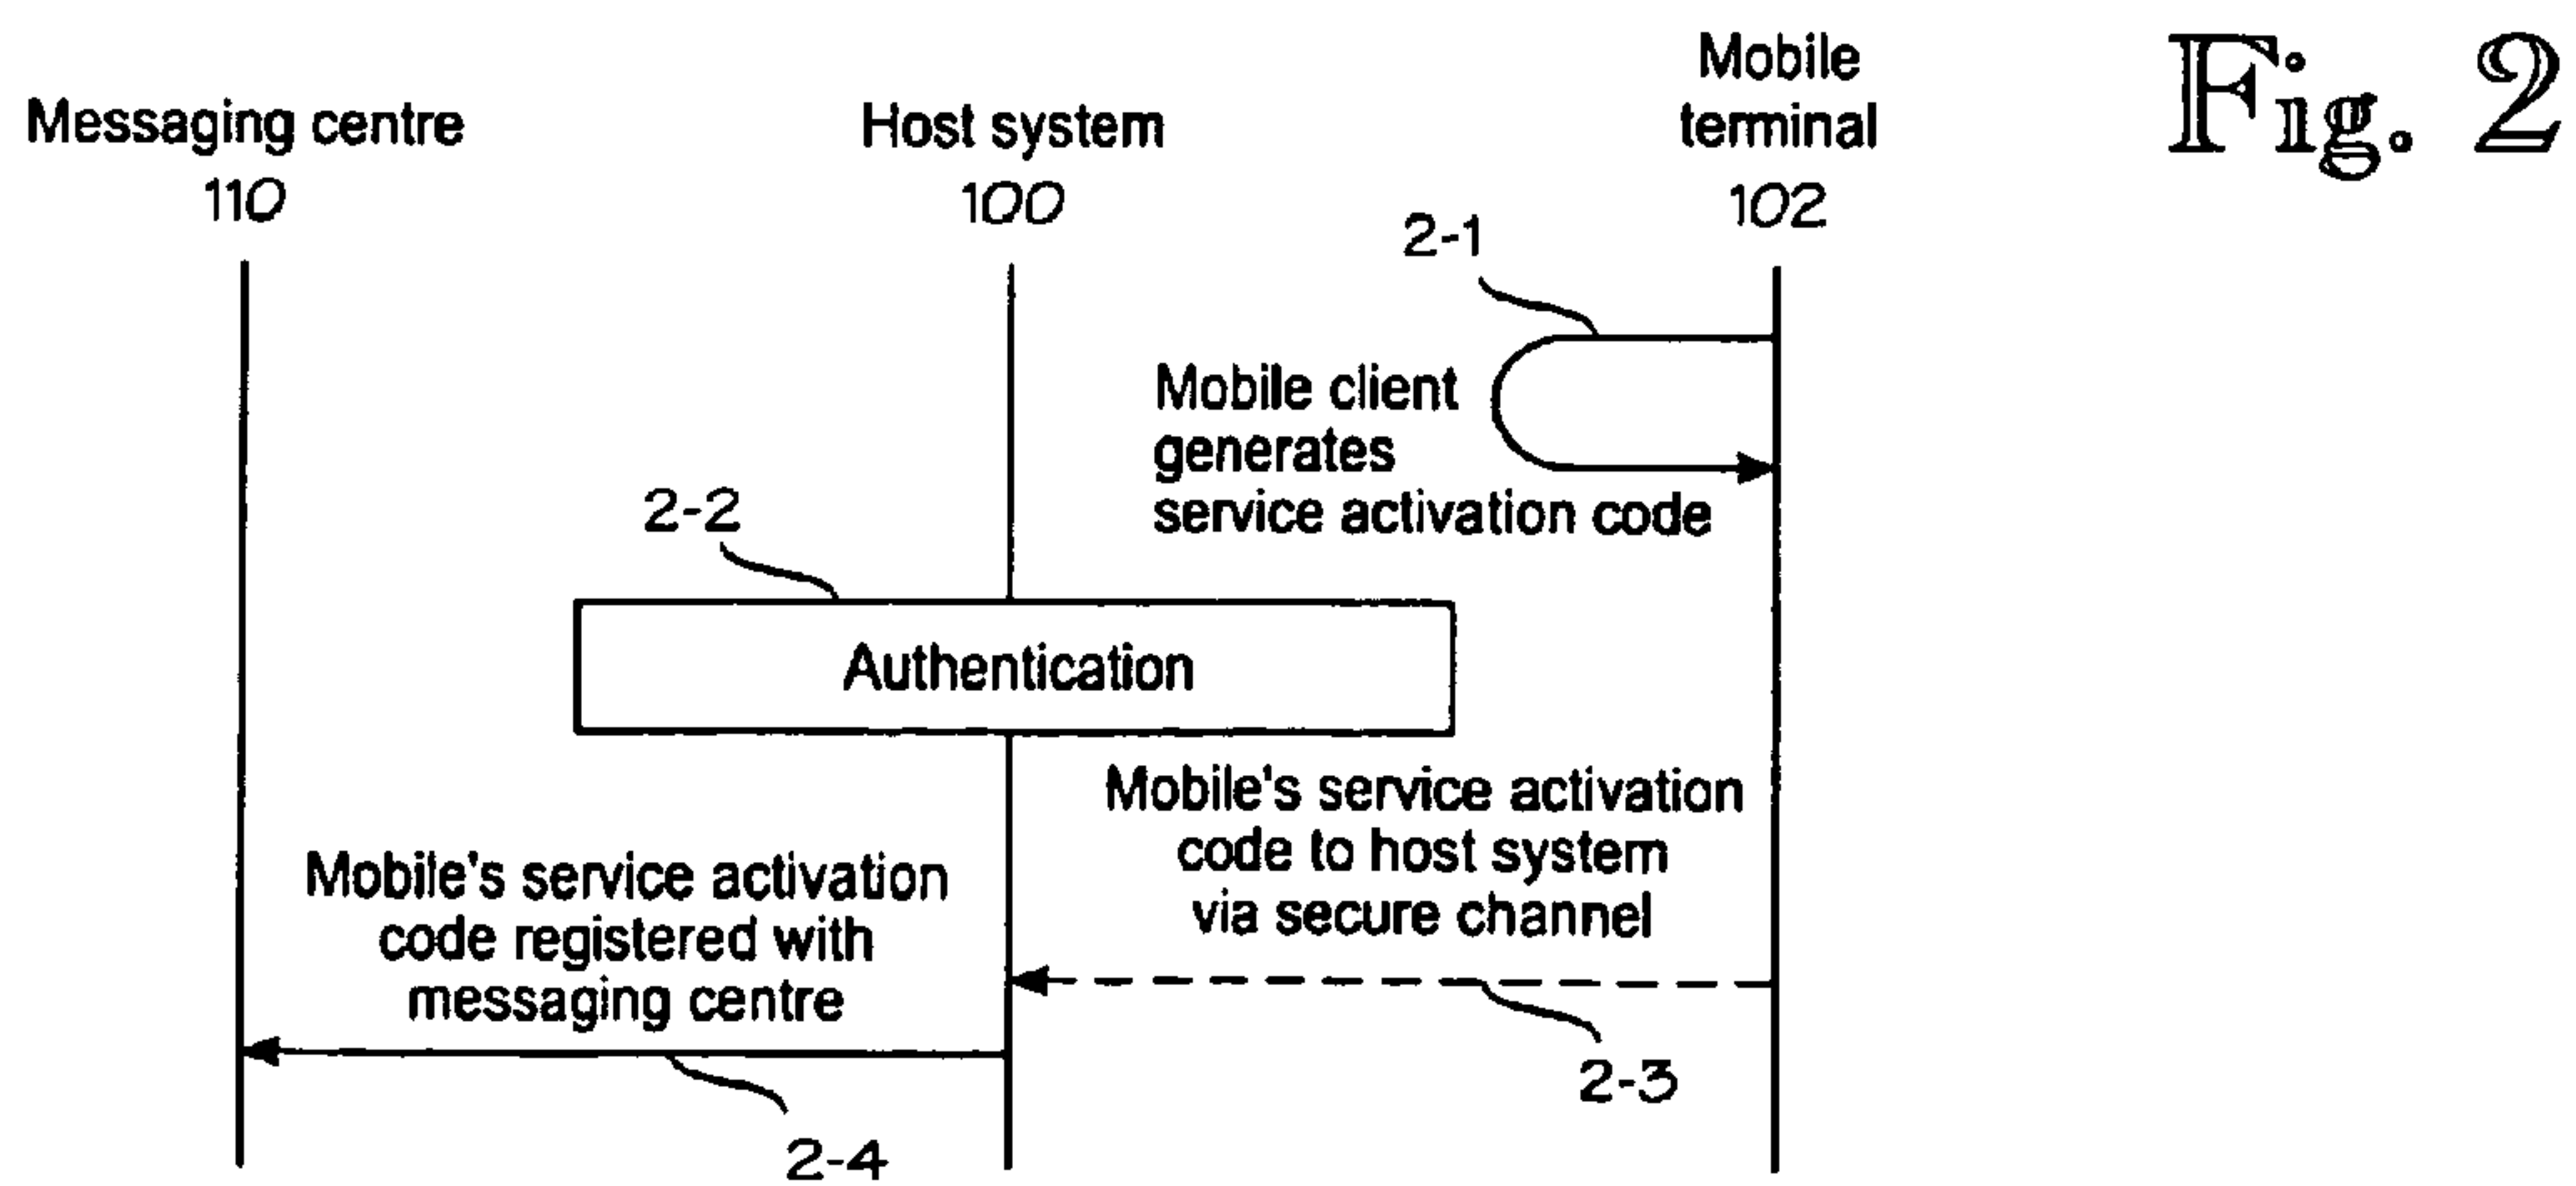 Fig. 2
Messaging centre
110
Host system
100
Mobile
terminal
102
2-1
Mobile client
generates
service activation code
2-2
Authentication
Mobile's service activation
code to host system
via secure channel
2-3
Mobile's service activation
code registered with
messaging centre
2-4